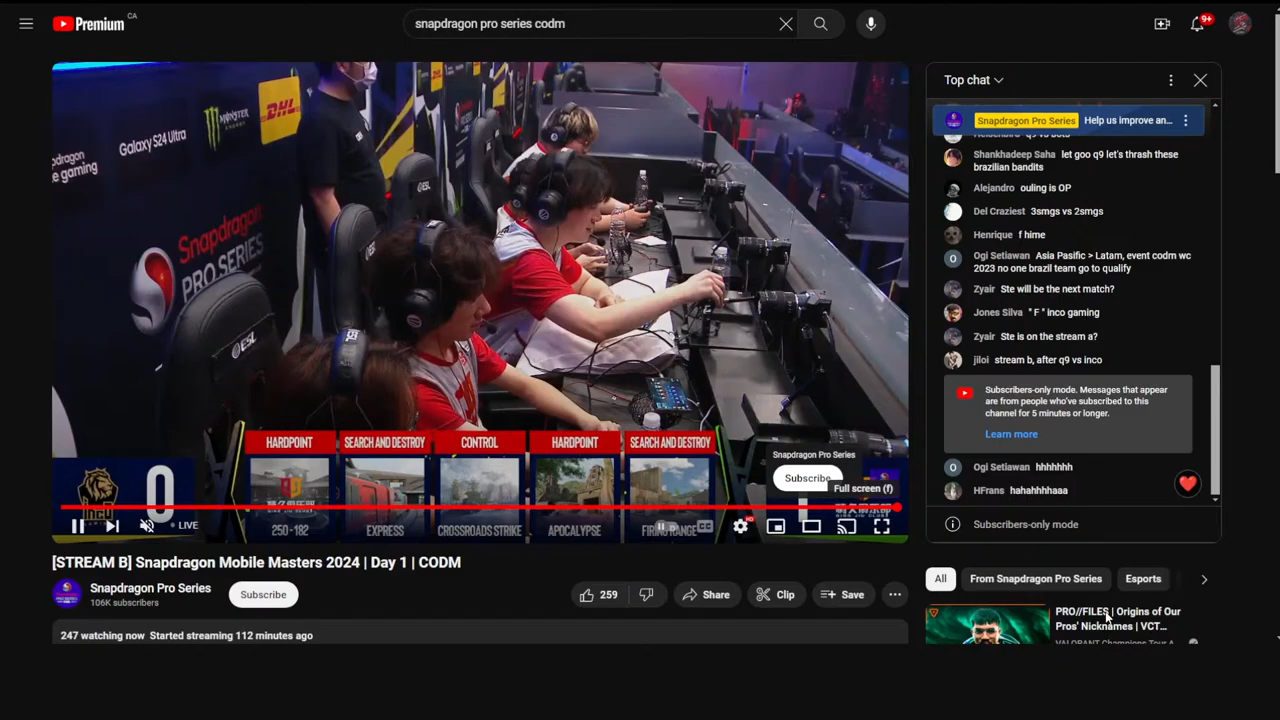 Premium CA
snapdragon pro series codm
9+
MONSTER
ENERGY
DHL
Galaxy S24 Ultra
Snapdragon
PRO SERIES
ESL
ESL
HARDPOINT
SEARCH AND DESTROY
CONTROL
HARDPOINT
SEARCH AND DESTROY
0
250 - 182
EXPRESS
CROSSROADS STRIKE
APOCALYPSE
FIRING RANGE
Snapdragon Pro Series
Subscribe
Full screen (f)
LIVE
[STREAM B] Snapdragon Mobile Masters 2024 | Day 1 | CODM
Snapdragon Pro Series
106K subscribers
Subscribe
259
Share
Clip
Save
247 watching now Started streaming 112 minutes ago
Top chat
Snapdragon Pro Series Help us improve an...
Shankhadeep Saha let goo q9 let's thrash these
brazilian bandits
Alejandro ouling is OP
Del Craziest 3smgs vs 2smgs
Henrique f hime
Ogi Setiawan Asia Pasific > Latam, event codm wc
2023 no one brazil team go to qualify
Zyair Ste will be the next match?
Jones Silva " F " inco gaming
Zyair Ste is on the stream a?
jiloi stream b, after q9 vs inco
Subscribers-only mode. Messages that appear
are from people who've subscribed to this
channel for 5 minutes or longer.
Learn more
Ogi Setiawan hhhhhhh
HFrans hahahhhhaaa
Subscribers-only mode
All
From Snapdragon Pro Series
Esports
PRO//FILES | Origins of Our
Pros' Nicknames | VCT...